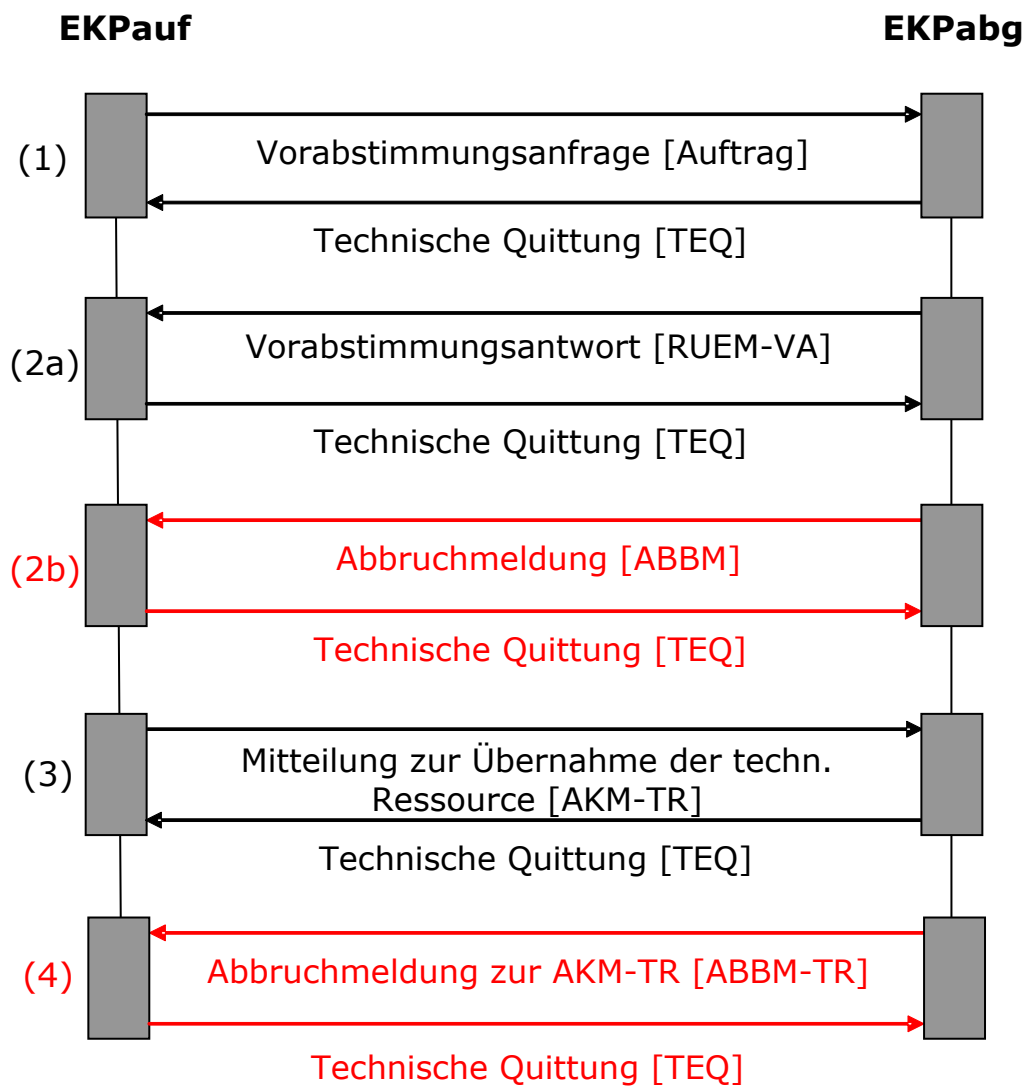 EKPauf
EKPabg
(1)
Vorabstimmungsanfrage [Auftrag]
Technische Quittung [TEQ]
(2a)
Vorabstimmungsantwort [RUEM-VA]
Technische Quittung [TEQ]
(2b)
Abbruchmeldung [ABBM]
Technische Quittung [TEQ]
(3)
Mitteilung zur Übernahme der techn.
Ressource [AKM-TR]
Technische Quittung [TEQ]
(4)
Abbruchmeldung zur AKM-TR [ABBM-TR]
Technische Quittung [TEQ]